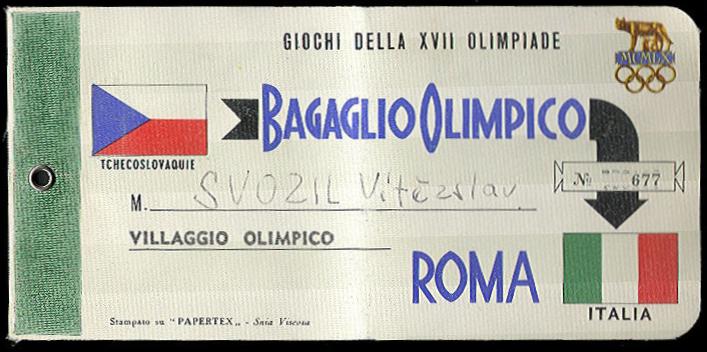 GIOCHI DELLA XVII OLIMPIADE
MCMLX
BAGAGLIO OLIMPICO
TCHECOSLOVAQUIE
Nº 677
M. SVOZIL Vítězslav
VILLAGGIO OLIMPICO
ROMA
ITALIA
Stampato su "PAPERTEX„ - Snia Viscosa